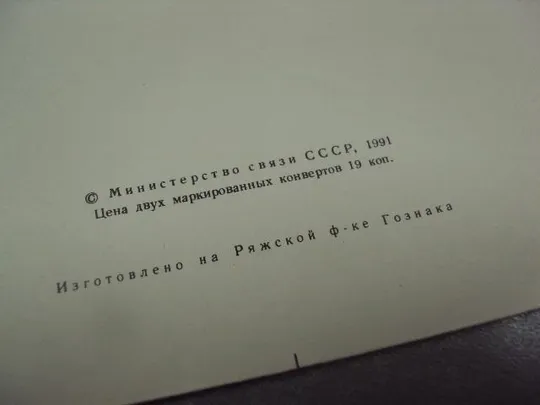 © Министерство связи СССР, 1991
Цена двух маркированных конвертов 19 коп.
Изготовлено на Ряжской ф-ке Гознака